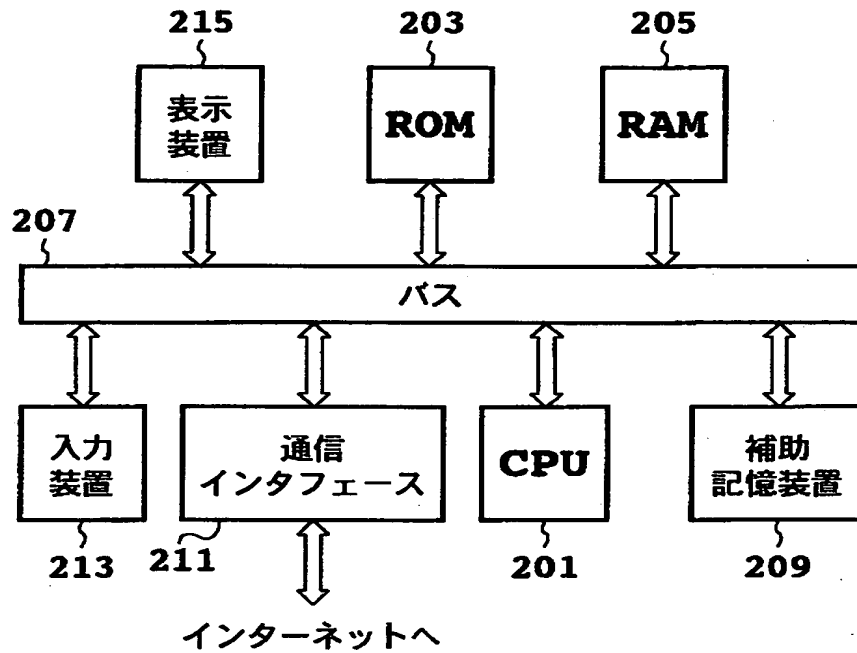 215
203
205
表示
装置
ROM
RAM
207
バス
入力
装置
通信
インタフェース
CPU
補助
記憶装置
213
211
201
209
インターネットへ